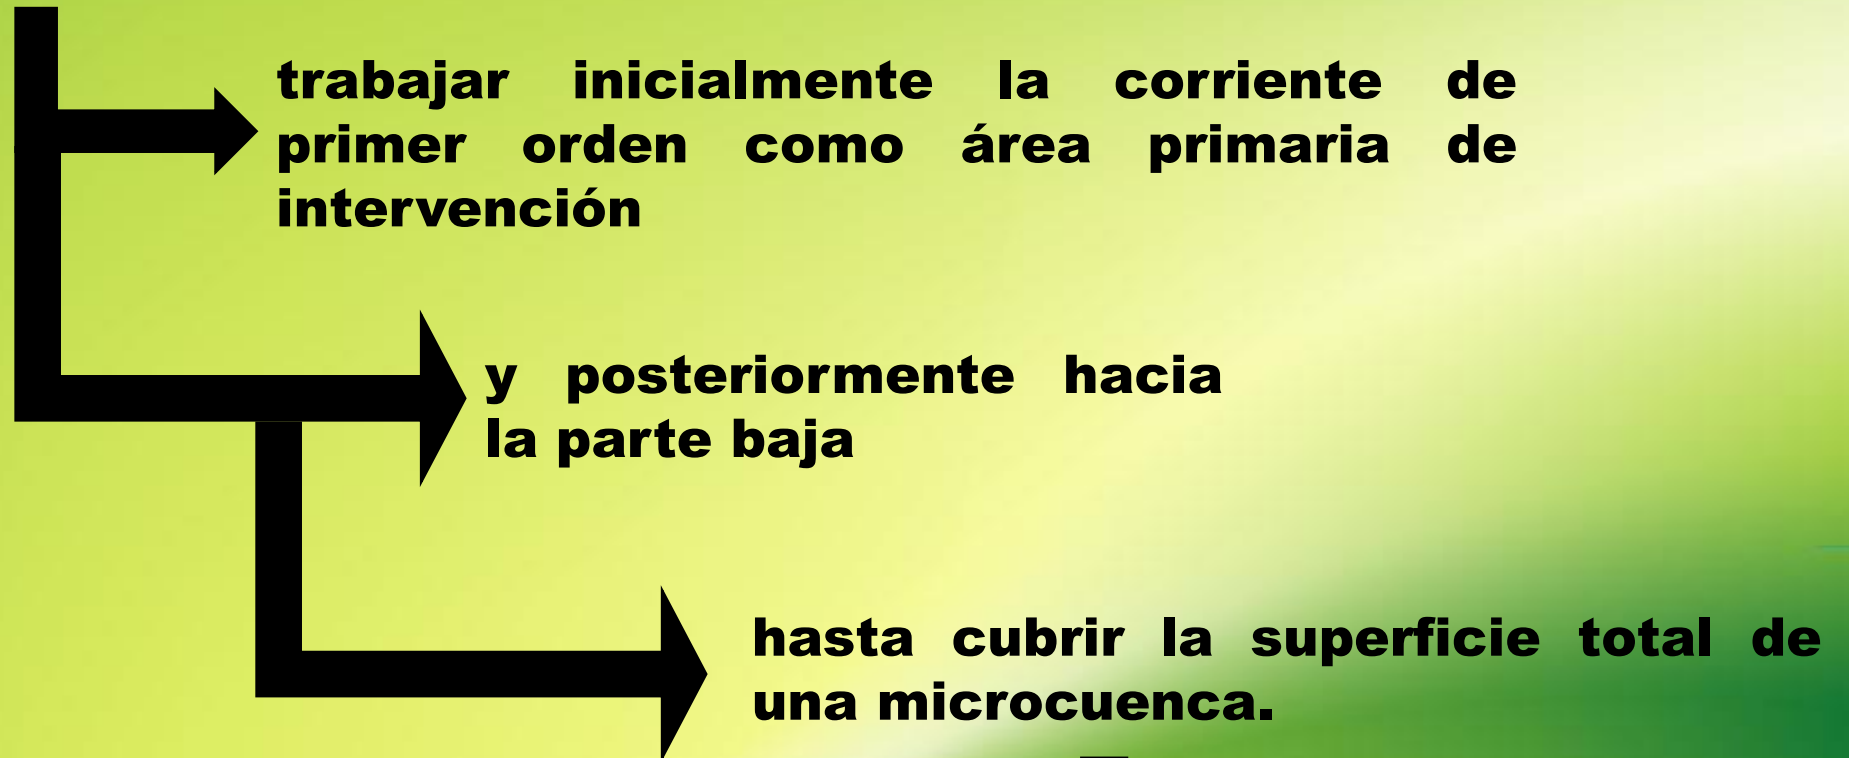 trabajar inicialmente la corriente de
primer orden como área primaria de
intervención
y posteriormente hacia
la parte baja
hasta cubrir la superficie total de
una microcuenca.